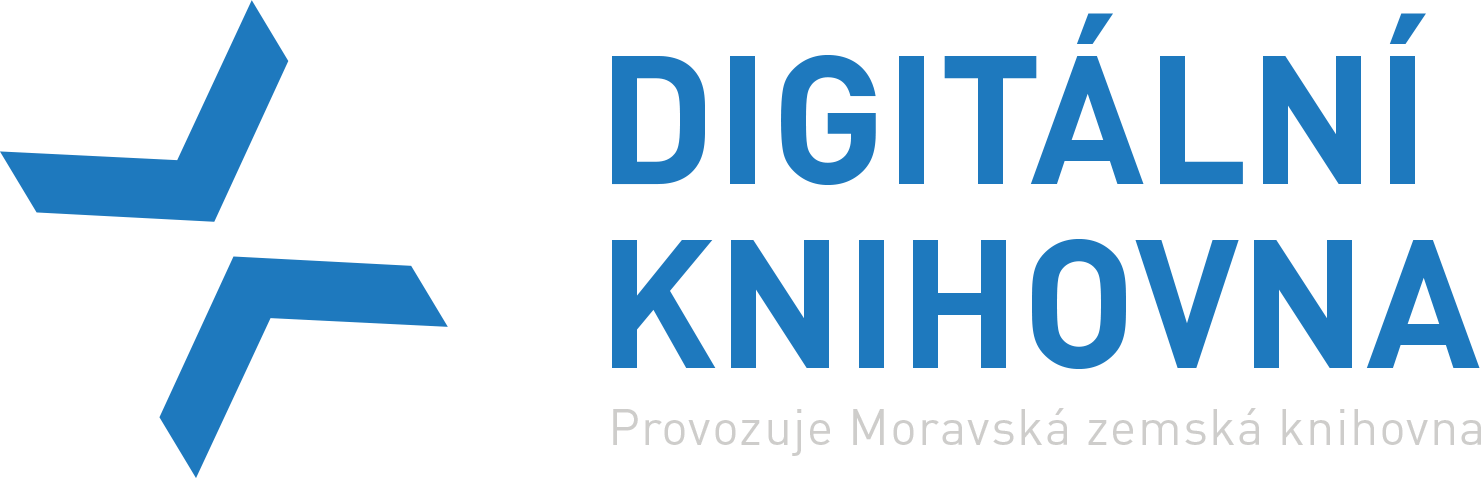 DIGITÁLNÍ
KNIHOVNA
Provozuje Moravská zemská knihovna